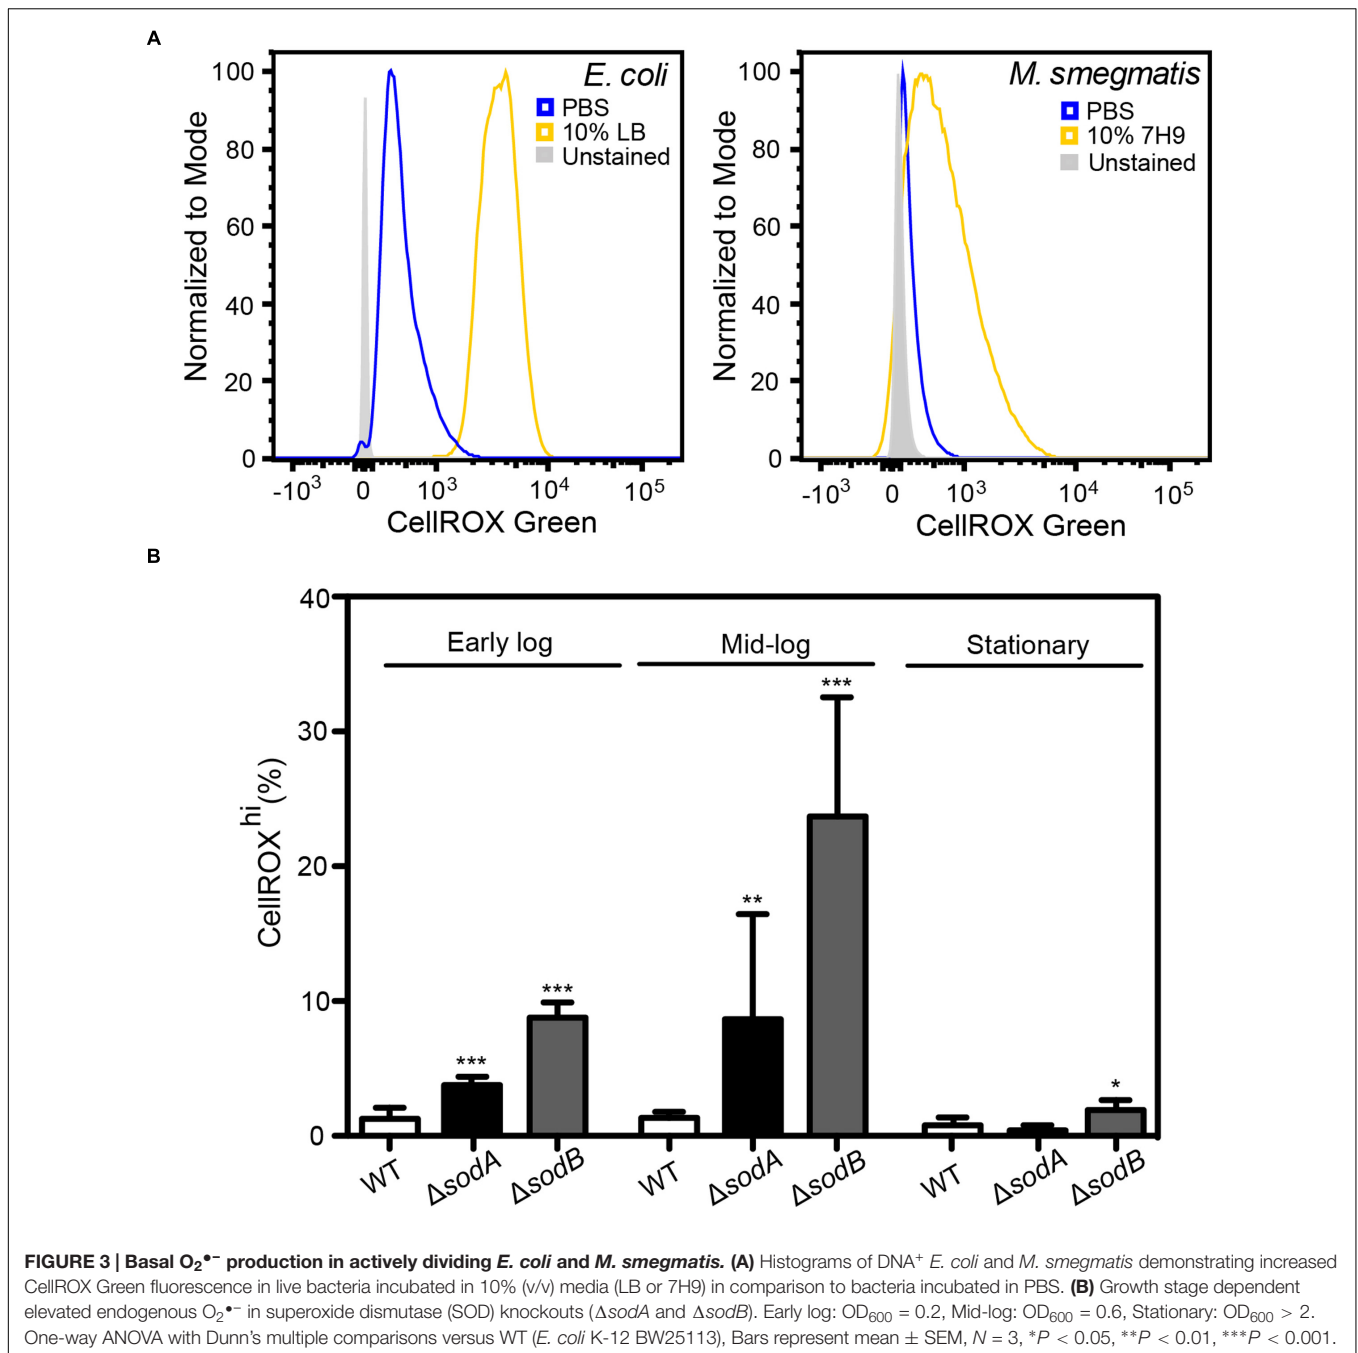 A
E. coli
PBS
10% LB
Unstained
Normalized to Mode
100
80
60
40
20
0
-10³ 0 10³ 10⁴ 10⁵
CellROX Green
M. smegmatis
PBS
10% 7H9
Unstained
Normalized to Mode
100
80
60
40
20
0
-10³ 0 10³ 10⁴ 10⁵
CellROX Green
B
CellROXʰⁱ(%)
40
30
20
10
0
Early log Mid-log Stationary
***
***
**
***
*
WT ΔsodA ΔsodB WT ΔsodA ΔsodB WT ΔsodA ΔsodB
FIGURE 3 | Basal O₂•⁻ production in actively dividing E. coli and M. smegmatis. (A) Histograms of DNA⁺ E. coli and M. smegmatis demonstrating increased
CellROX Green fluorescence in live bacteria incubated in 10% (v/v) media (LB or 7H9) in comparison to bacteria incubated in PBS. (B) Growth stage dependent
elevated endogenous O₂•⁻ in superoxide dismutase (SOD) knockouts (ΔsodA and ΔsodB). Early log: OD₆₀₀ = 0.2, Mid-log: OD₆₀₀ = 0.6, Stationary: OD₆₀₀ > 2.
One-way ANOVA with Dunn's multiple comparisons versus WT (E. coli K-12 BW25113), Bars represent mean ± SEM, N = 3, *P < 0.05, **P < 0.01, ***P < 0.001.